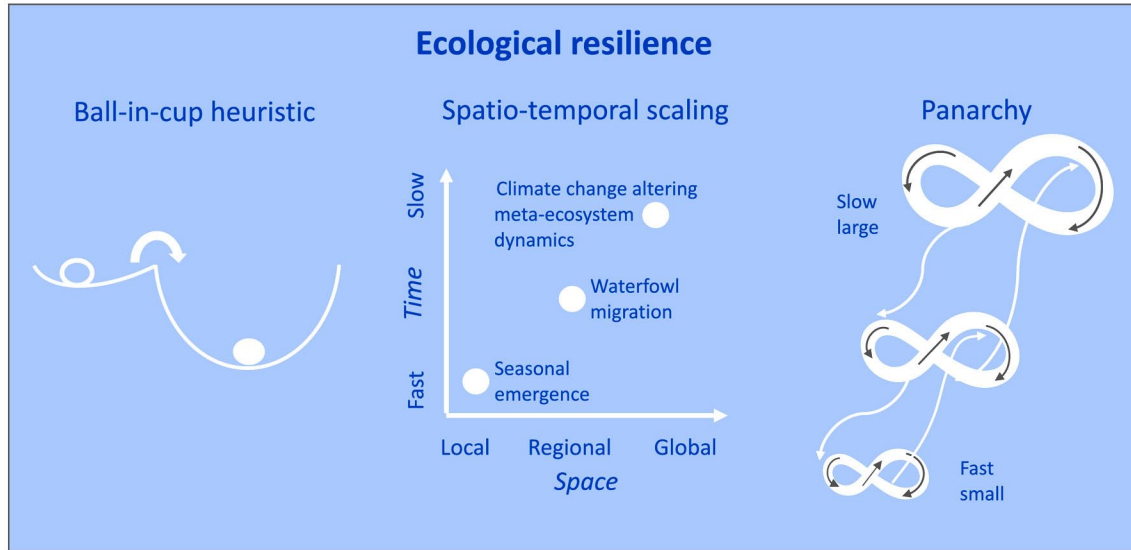 Ecological resilience
Ball-in-cup heuristic
Spatio-temporal scaling
Panarchy
Slow
Time
Fast
Climate change altering
meta-ecosystem
dynamics
Waterfowl
migration
Seasonal
emergence
Local
Regional
Global
Space
Slow
large
Fast
small